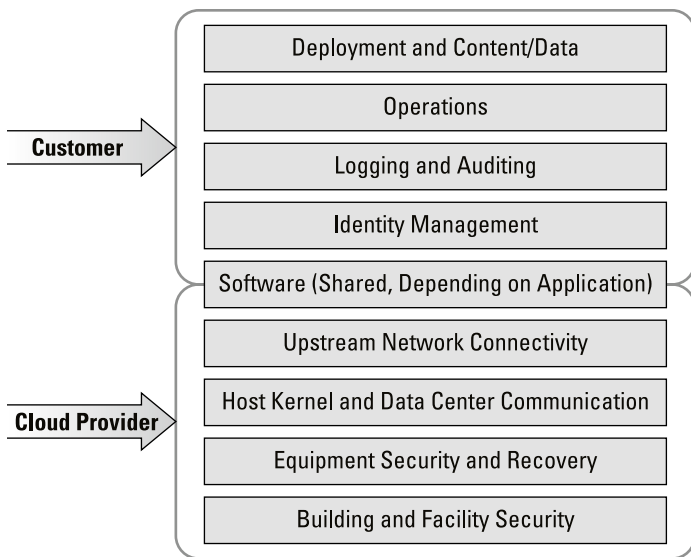 Deployment and Content/Data
Operations
Customer
Logging and Auditing
Identity Management
Software (Shared, Depending on Application)
Upstream Network Connectivity
Host Kernel and Data Center Communication
Cloud Provider
Equipment Security and Recovery
Building and Facility Security